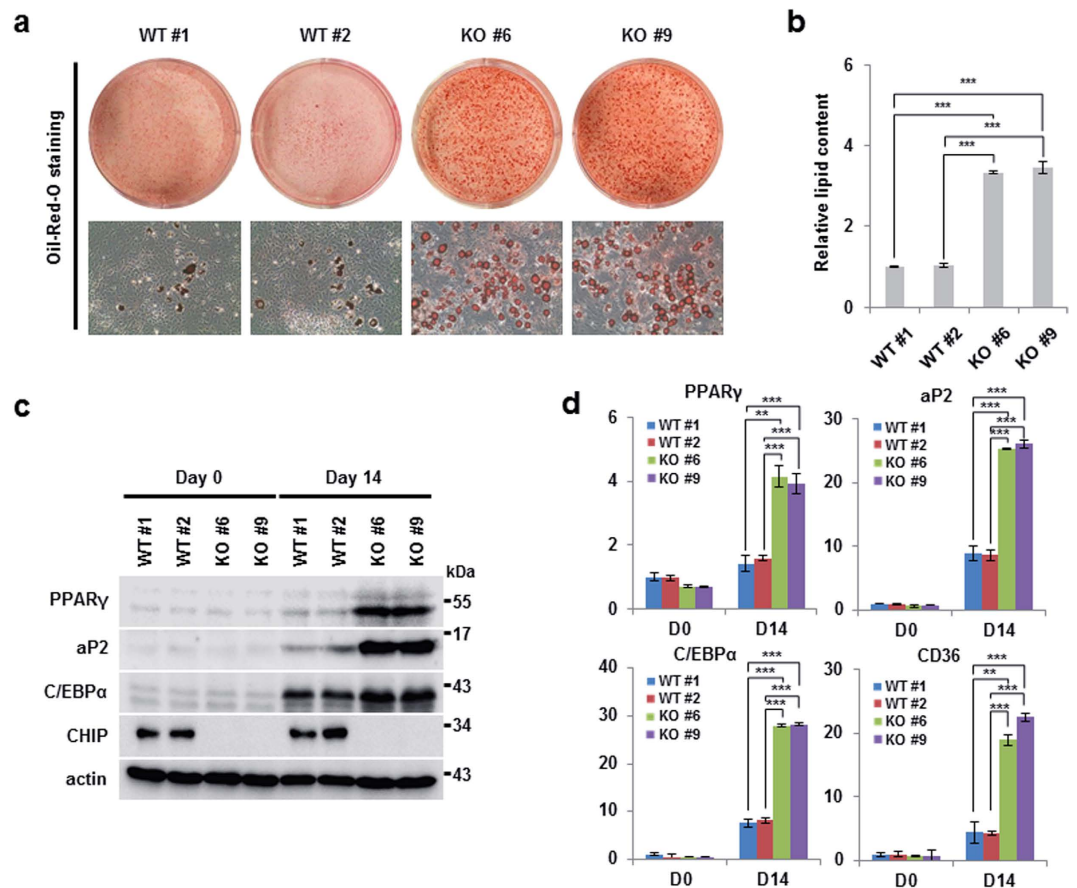 a
WT #1 WT #2 KO #6 KO #9
Oil-Red-O staining
b
Relative lipid content
8
6
4
2
0
***
***
***
***
WT #1 WT #2 KO #6 KO #9
c
Day 0 Day 14
WT #1 WT #2 KO #6 KO #9 WT #1 WT #2 KO #6 KO #9
kDa
PPARγ 55
aP2 17
C/EBPα 43
CHIP 34
actin 43
d
PPARγ
6
4
2
0
WT #1
WT #2
KO #6
KO #9
***
**
***
***
D0 D14
aP2
30
20
10
0
WT #1
WT #2
KO #6
KO #9
***
***
***
***
D0 D14
C/EBPα
40
30
20
10
0
WT #1
WT #2
KO #6
KO #9
***
***
***
***
D0 D14
CD36
30
20
10
0
WT #1
WT #2
KO #6
KO #9
***
**
***
***
D0 D14